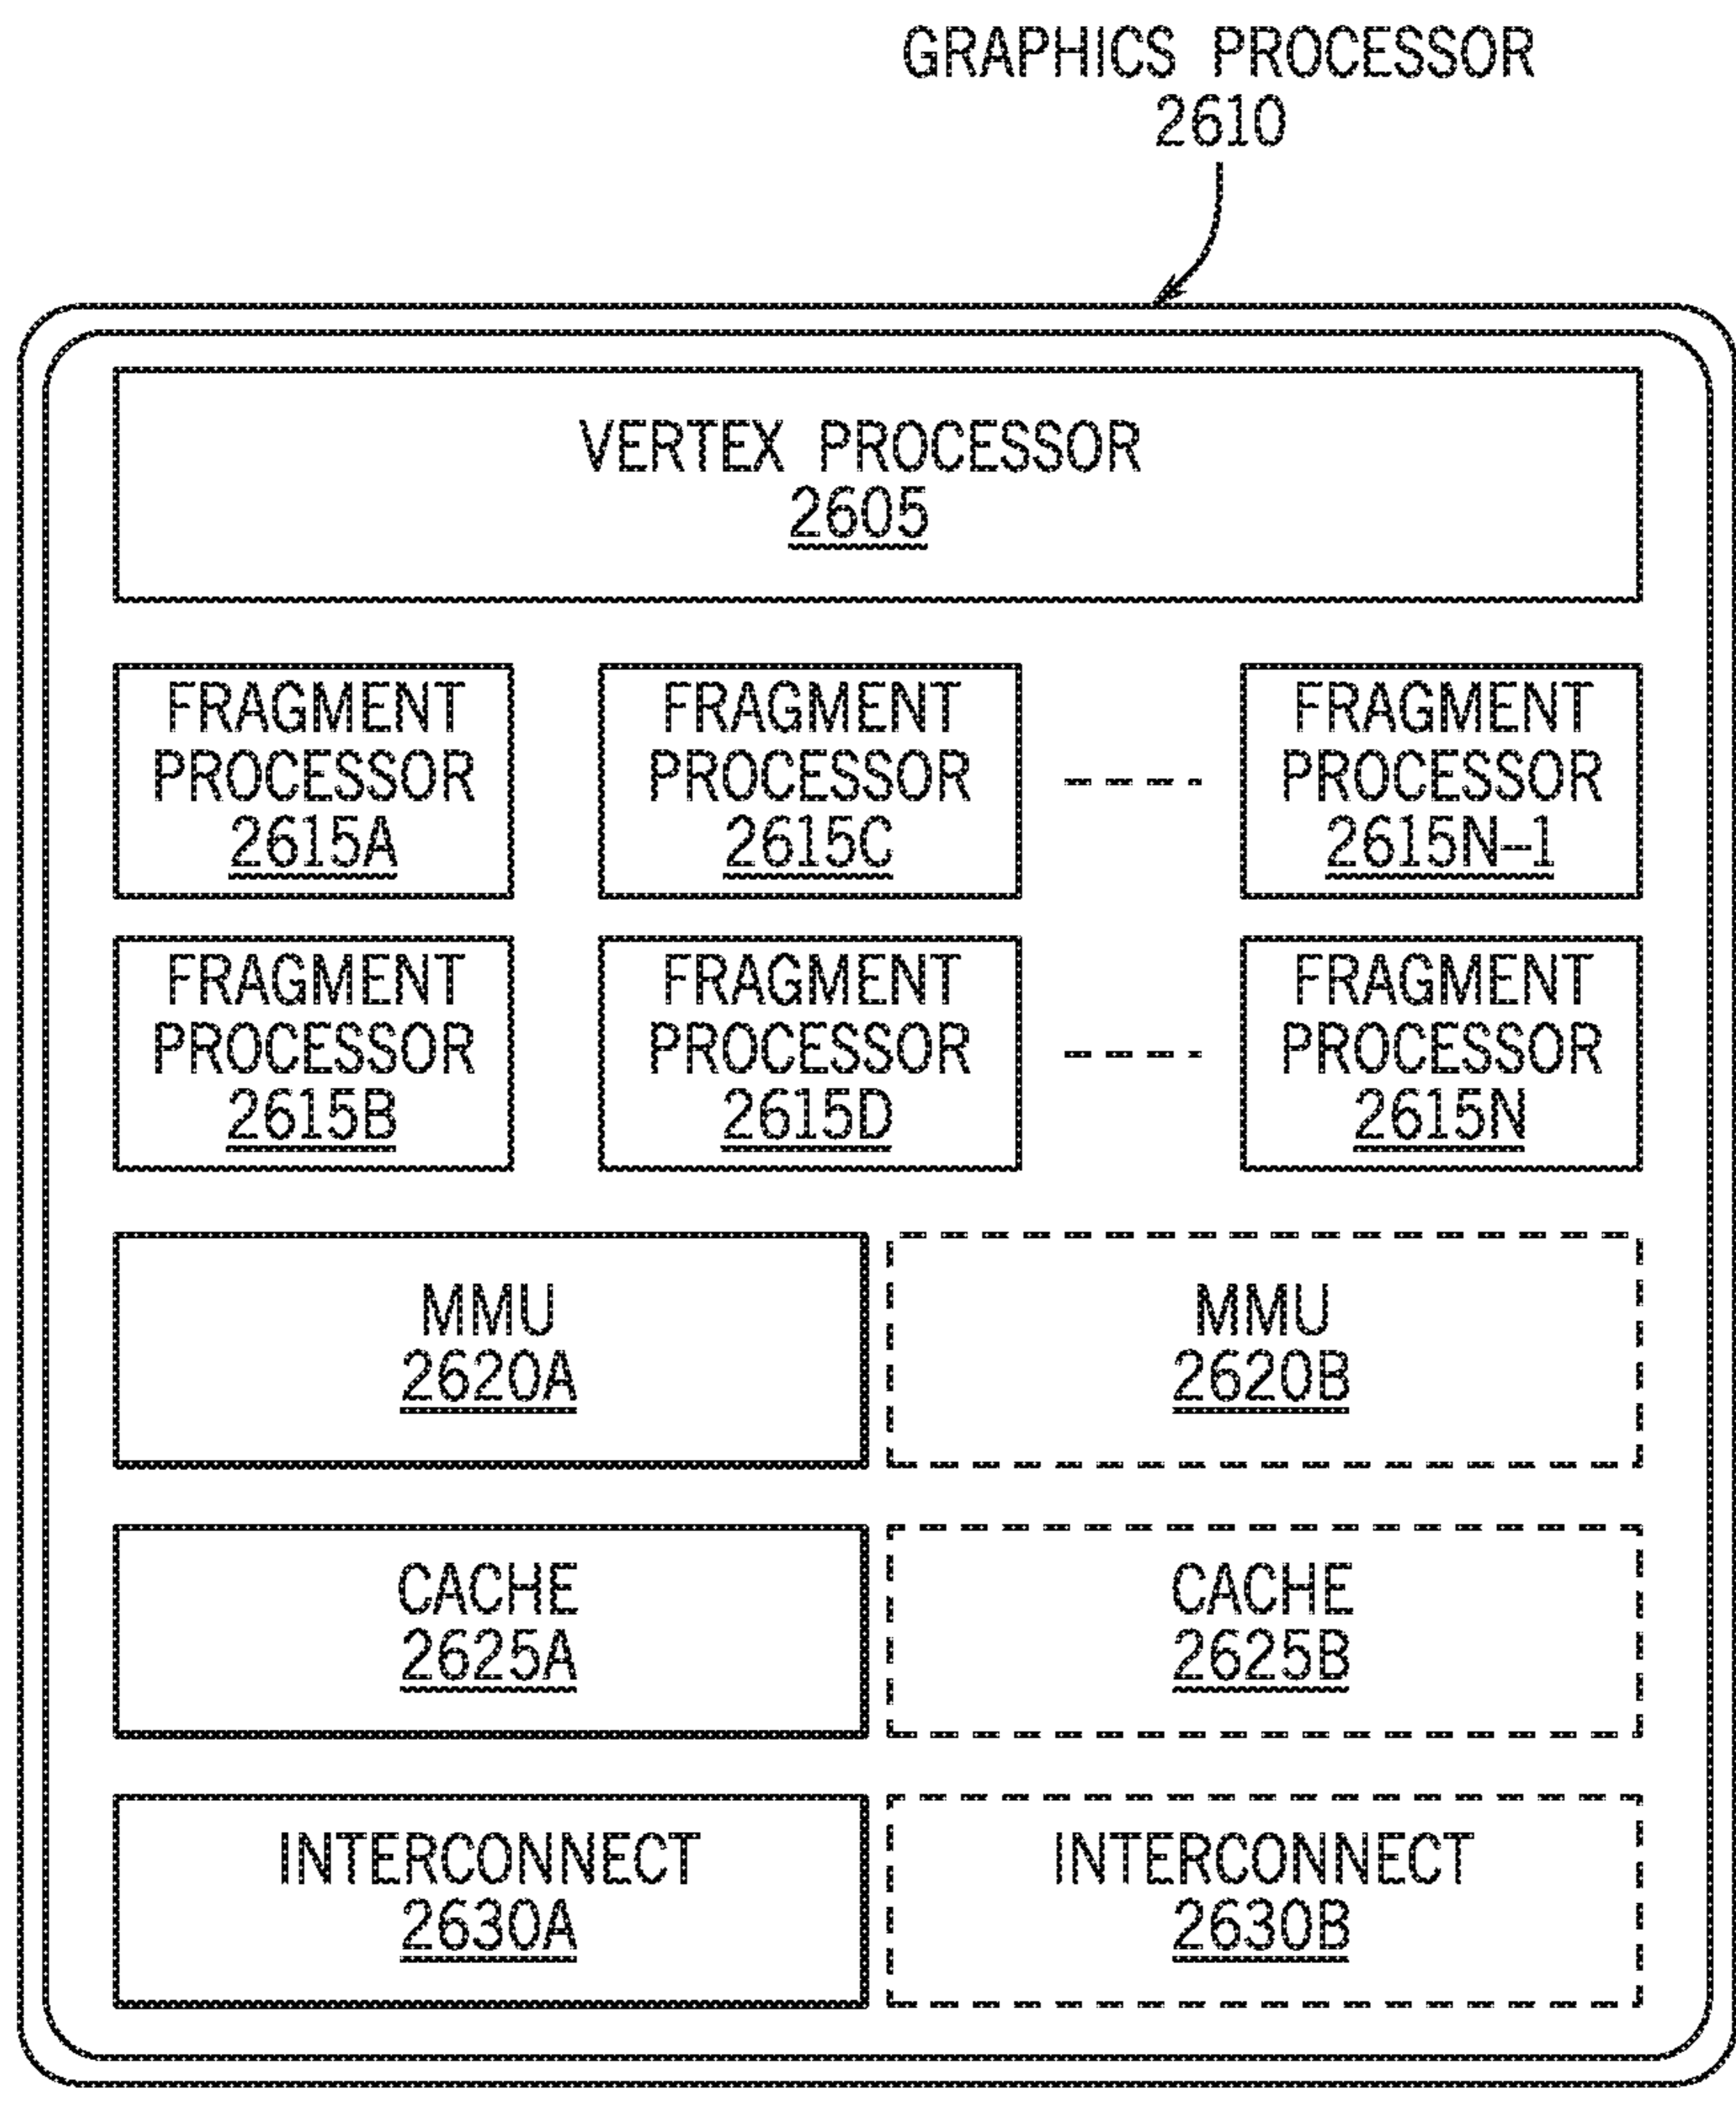 GRAPHICS PROCESSOR
2610
VERTEX PROCESSOR
2605
FRAGMENT
PROCESSOR
2615A
FRAGMENT
PROCESSOR
2615C
FRAGMENT
PROCESSOR
2615N-1
FRAGMENT
PROCESSOR
2615B
FRAGMENT
PROCESSOR
2615D
FRAGMENT
PROCESSOR
2615N
MMU
2620A
MMU
2620B
CACHE
2625A
CACHE
2625B
INTERCONNECT
2630A
INTERCONNECT
2630B